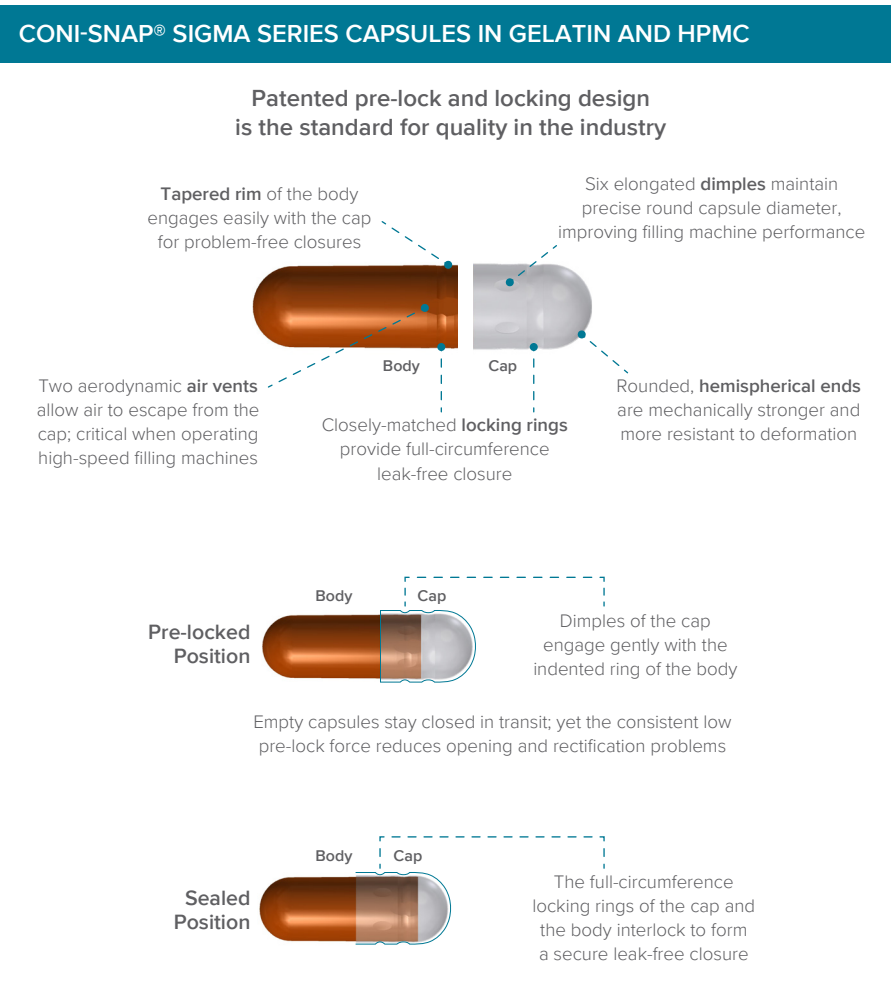 CONI-SNAP® SIGMA SERIES CAPSULES IN GELATIN AND HPMC
Patented pre-lock and locking design
is the standard for quality in the industry
Tapered rim of the body
engages easily with the cap
for problem-free closures
Six elongated dimples maintain
precise round capsule diameter,
improving filling machine performance
Body
Cap
Two aerodynamic air vents
allow air to escape from the
cap; critical when operating
high-speed filling machines
Closely-matched locking rings
provide full-circumference
leak-free closure
Rounded, hemispherical ends
are mechanically stronger and
more resistant to deformation
Body
Cap
Pre-locked
Position
Dimples of the cap
engage gently with the
indented ring of the body
Empty capsules stay closed in transit; yet the consistent low
pre-lock force reduces opening and rectification problems
Body
Cap
Sealed
Position
The full-circumference
locking rings of the cap and
the body interlock to form
a secure leak-free closure